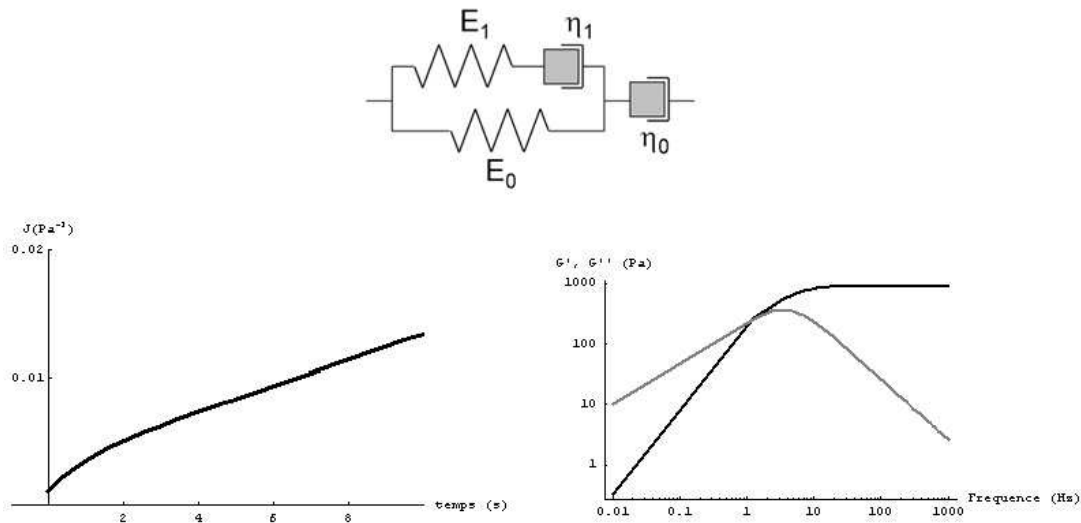 E₁
η₁
E₀
η₀
J(Pa⁻¹)
0.02
0.01
2 4 6 8
temps (s)
G', G'' (Pa)
1000
100
10
1
0.01 0.1 1 10 100 1000
Frequence (Hz)